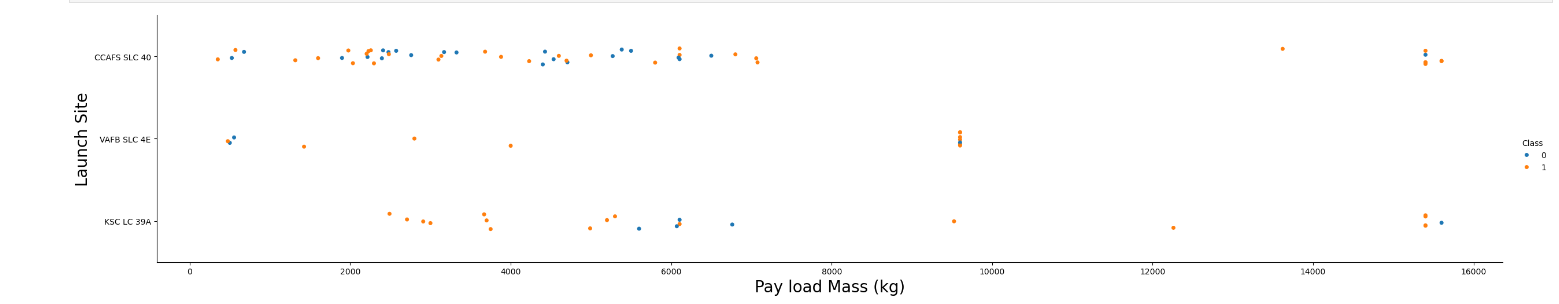 CCAFS SLC 40
VAFB SLC 4E
KSC LC 39A
Launch Site
0 2000 4000 6000 8000 10000 12000 14000 16000
Pay load Mass (kg)
Class
0
1